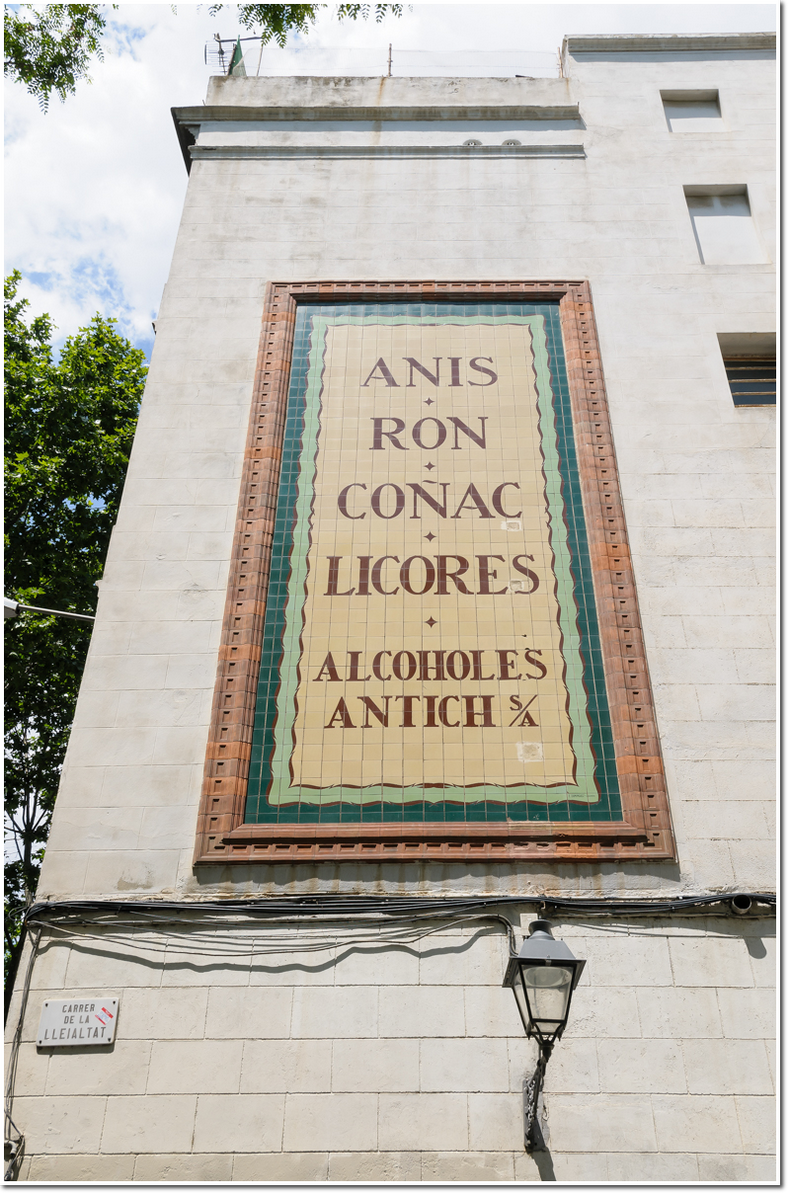 ANIS
RON
COÑAC
LICORES
ALCOHOLES
ANTICH S/A
CARRER
DE LA
LLEIALTAT